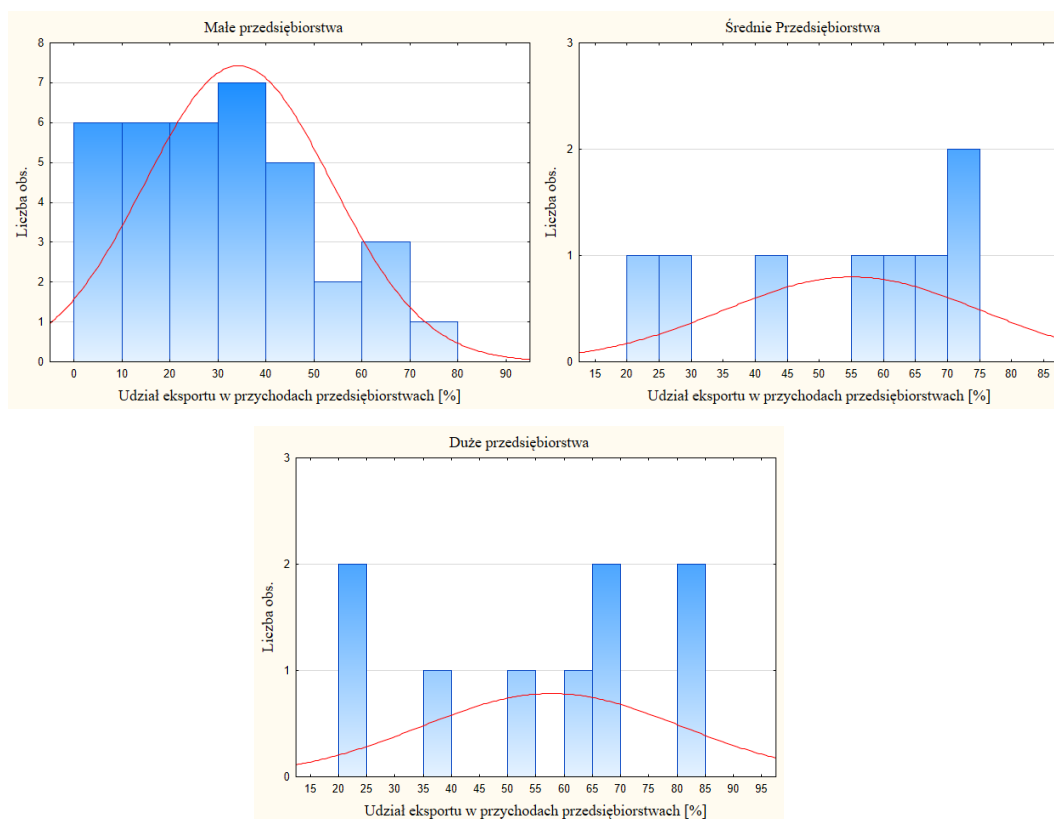 Małe przedsiębiorstwa
8
7
6
5
4
3
2
1
0
Liczba obs.
0 10 20 30 40 50 60 70 80 90
Udział eksportu w przychodach przedsiębiorstwach [%]
Średnie Przedsiębiorstwa
3
2
1
0
Liczba obs.
15 20 25 30 35 40 45 50 55 60 65 70 75 80 85
Udział eksportu w przychodach przedsiębiorstwach [%]
Duże przedsiębiorstwa
3
2
1
0
Liczba obs.
15 20 25 30 35 40 45 50 55 60 65 70 75 80 85 90 95
Udział eksportu w przychodach przedsiębiorstwach [%]